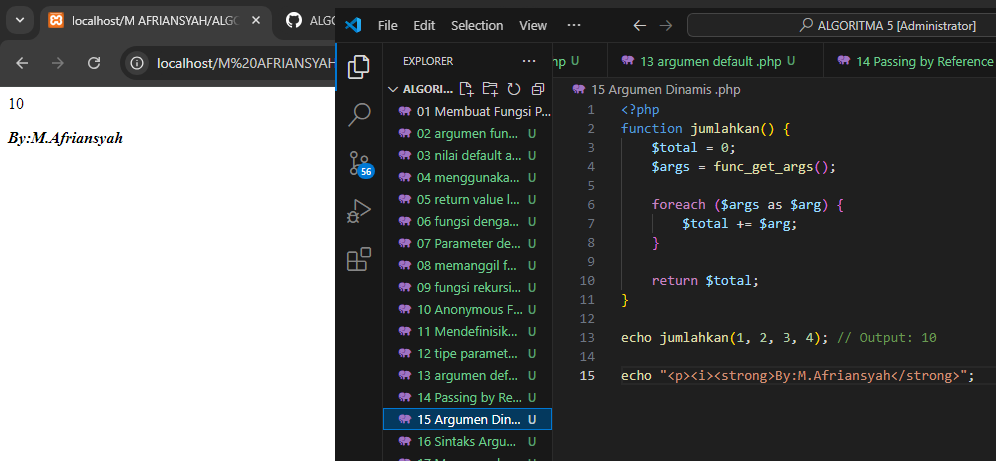 localhost/M AFRIANSYAH/ALGO
ALGO
localhost/M%20AFRIANSYAH
10
By:M.Afriansyah
File Edit Selection View ···
ALGORITMA 5 [Administrator]
EXPLORER ···
ALGORI...
01 Membuat Fungsi P...
02 argumen fun... U
03 nilai default a... U
04 menggunaka... U
05 return value l... U
06 fungsi denga... U
07 Parameter de... U
08 memanggil f... U
09 fungsi rekursi... U
10 Anonymous F... U
11 Mendefinisik... U
12 tipe paramet... U
13 argumen def... U
14 Passing by Re... U
15 Argumen Din... U
16 Sintaks Argu... U
56
np U
13 argumen default .php U
14 Passing by Reference
15 Argumen Dinamis .php
1 <?php
2 function jumlahkan() {
3 $total = 0;
4 $args = func_get_args();
5
6 foreach ($args as $arg) {
7 $total += $arg;
8 }
9
10 return $total;
11 }
12
13 echo jumlahkan(1, 2, 3, 4); // Output: 10
14
15 echo "<p><i><strong>By:M.Afriansyah</strong>";